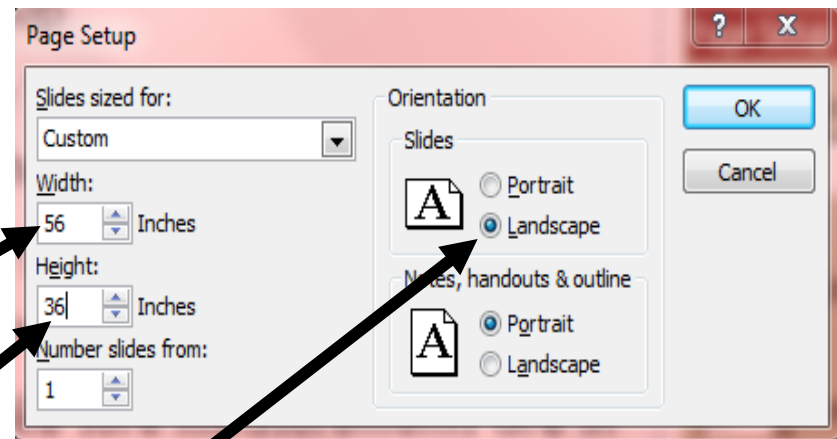 Page Setup
? X
Slides sized for:
Custom
Width:
56 Inches
Height:
36 Inches
Number slides from:
1
Orientation
Slides
A
Portrait
Landscape
Notes, handouts & outline
A
Portrait
Landscape
OK
Cancel